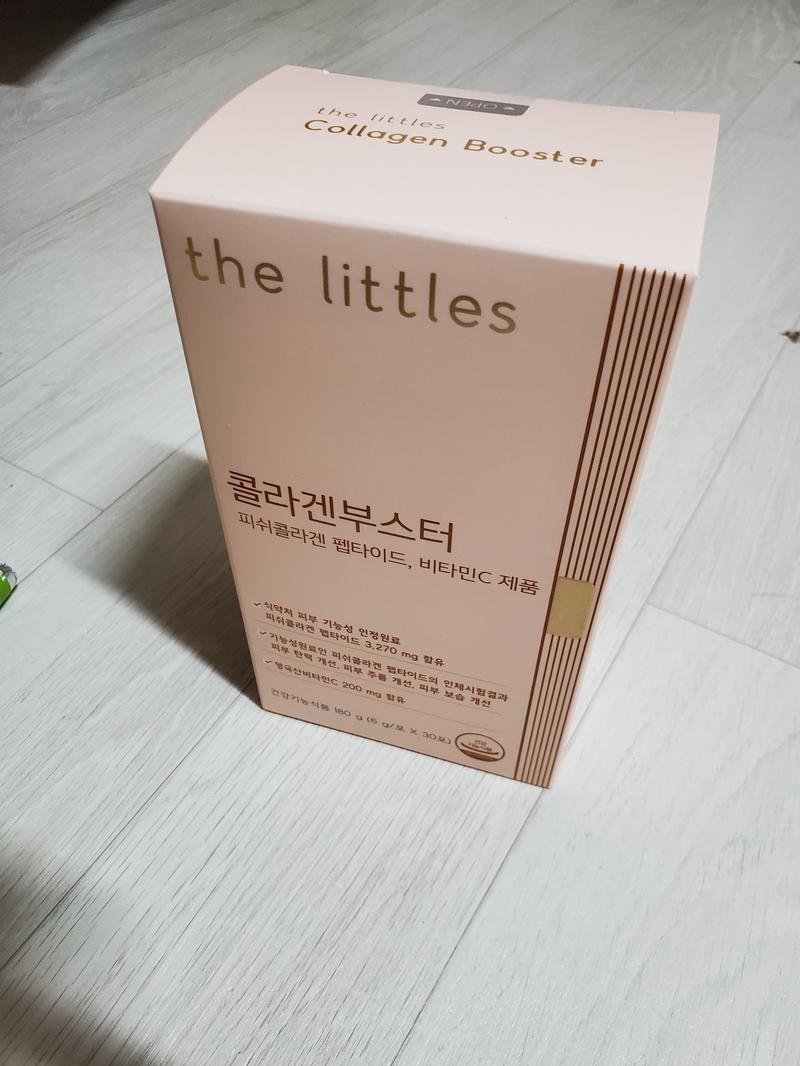 OPEN
the littles
Collagen Booster
the littles
콜라겐부스터
피쉬콜라겐 펩타이드, 비타민C 제품
식약처 피부 기능성 인정원료
피쉬콜라겐 펩타이드 3,270 mg 함유
기능성원료인 피쉬콜라겐 펩타이드의 인체시험결과
피부 탄력 개선, 피부 주름 개선, 피부 보습 개선
영국산비타민C 200 mg 함유
건강기능식품 180 g (6 g/포 X 30포)
건강
기능식품